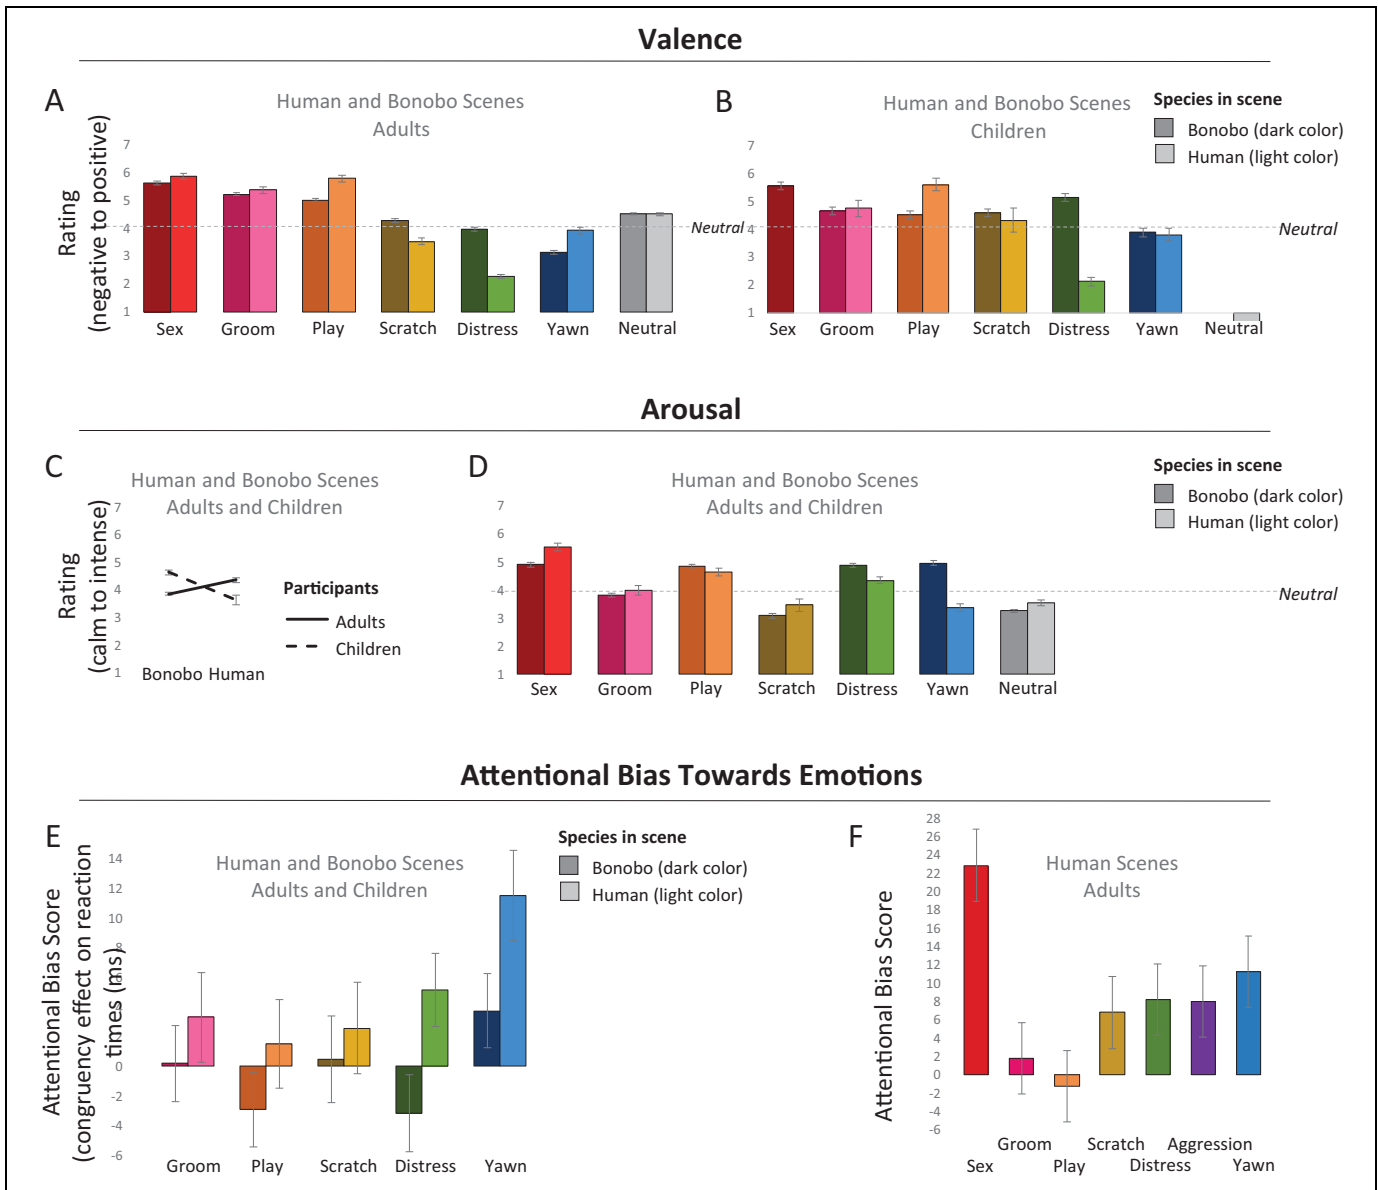 Valence
A
Human and Bonobo Scenes
Adults
Rating
(negative to positive)
7
6
5
4
3
2
1
Neutral
Sex Groom Play Scratch Distress Yawn Neutral
B
Human and Bonobo Scenes
Children
Species in scene
Bonobo (dark color)
Human (light color)
7
6
5
4
3
2
1
Neutral
Sex Groom Play Scratch Distress Yawn Neutral
Arousal
C
Human and Bonobo Scenes
Adults and Children
Rating
(calm to intense)
7
6
5
4
3
2
1
Participants
Adults
Children
Bonobo Human
D
Human and Bonobo Scenes
Adults and Children
Species in scene
Bonobo (dark color)
Human (light color)
7
6
5
4
3
2
1
Neutral
Sex Groom Play Scratch Distress Yawn Neutral
Attentional Bias Towards Emotions
E
Human and Bonobo Scenes
Adults and Children
Species in scene
Bonobo (dark color)
Human (light color)
Attentional Bias Score
(congruency effect on reaction
times (ms)
14
12
10
8
0
-2
-4
-6
Groom Play Scratch Distress Yawn
F
Human Scenes
Adults
Attentional Bias Score
28
26
24
22
20
18
16
14
12
10
8
6
4
2
0
-2
-4
-6
Groom Scratch Aggression
Sex Play Distress Yawn